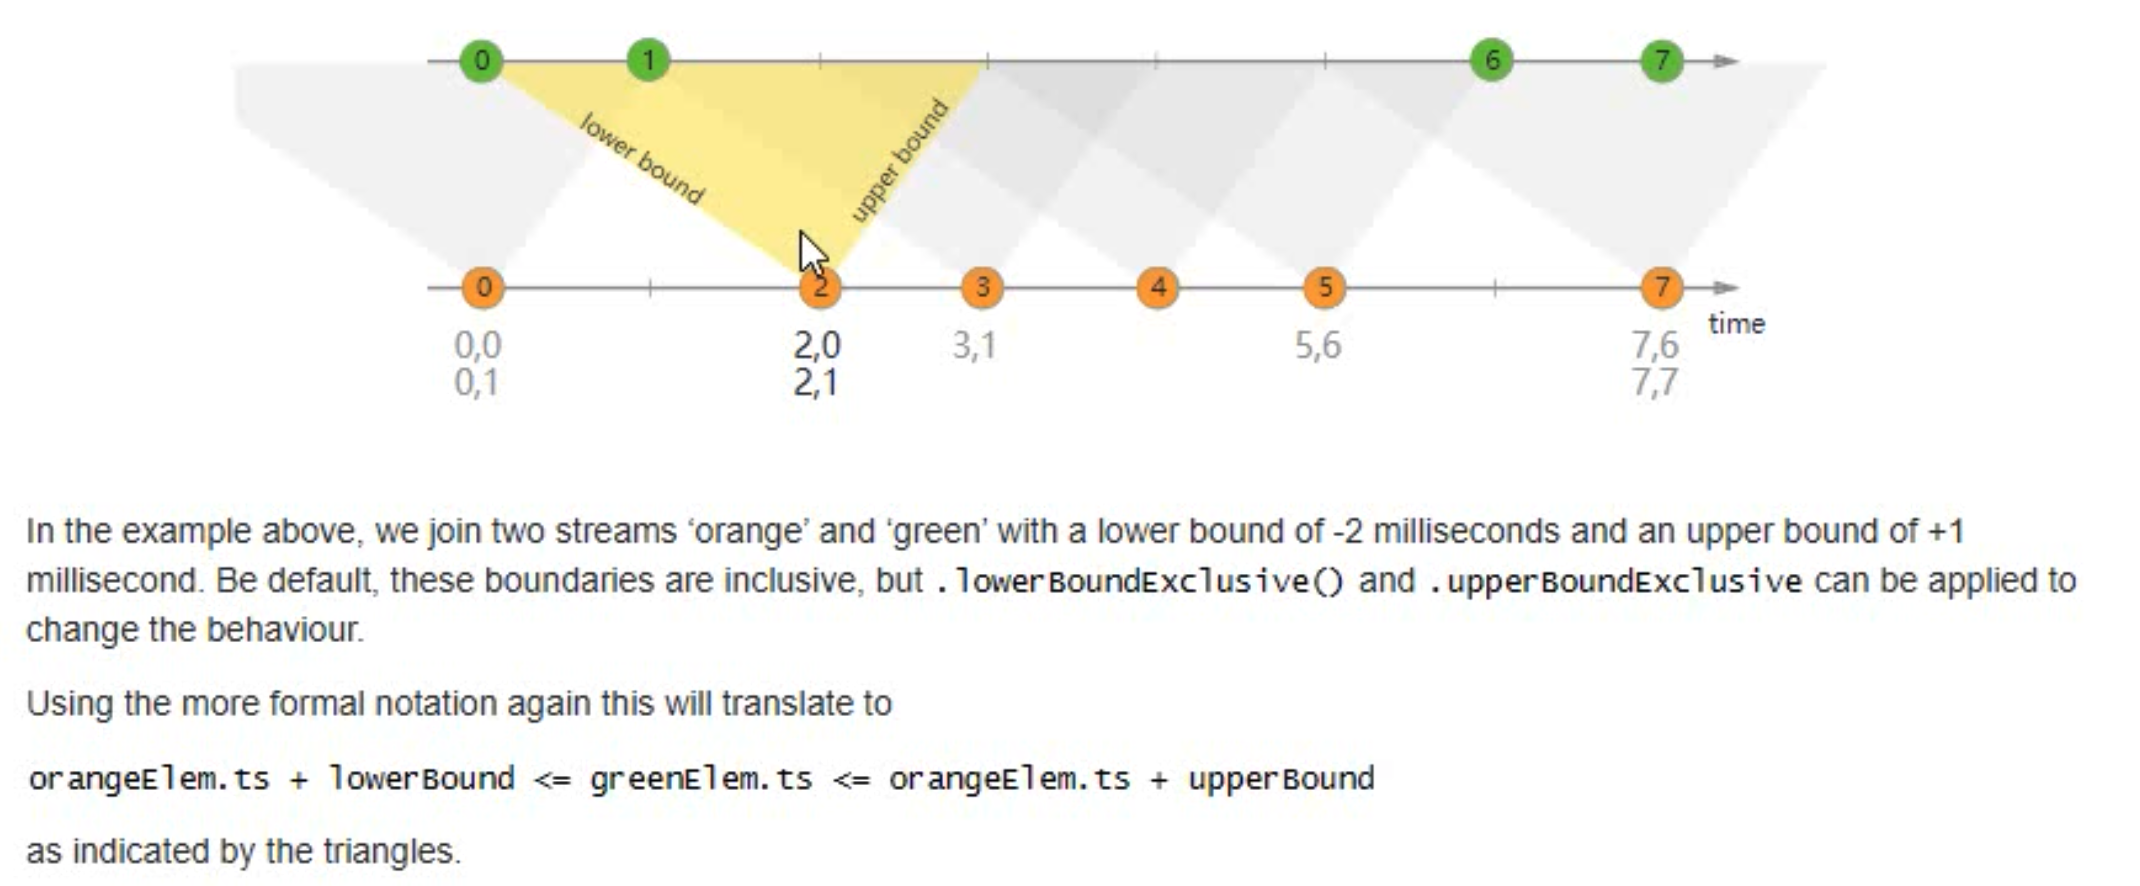 0 1 6 7
lower bound
upper bound
0 2 3 4 5 7
time
0,0 2,0 3,1 5,6 7,6
0,1 2,1 7,7
In the example above, we join two streams ‘orange’ and ‘green’ with a lower bound of -2 milliseconds and an upper bound of +1
millisecond. Be default, these boundaries are inclusive, but .lowerBoundExclusive() and .upperBoundExclusive can be applied to
change the behaviour.
Using the more formal notation again this will translate to
orangeElem.ts + lowerBound <= greenElem.ts <= orangeElem.ts + upperBound
as indicated by the triangles.